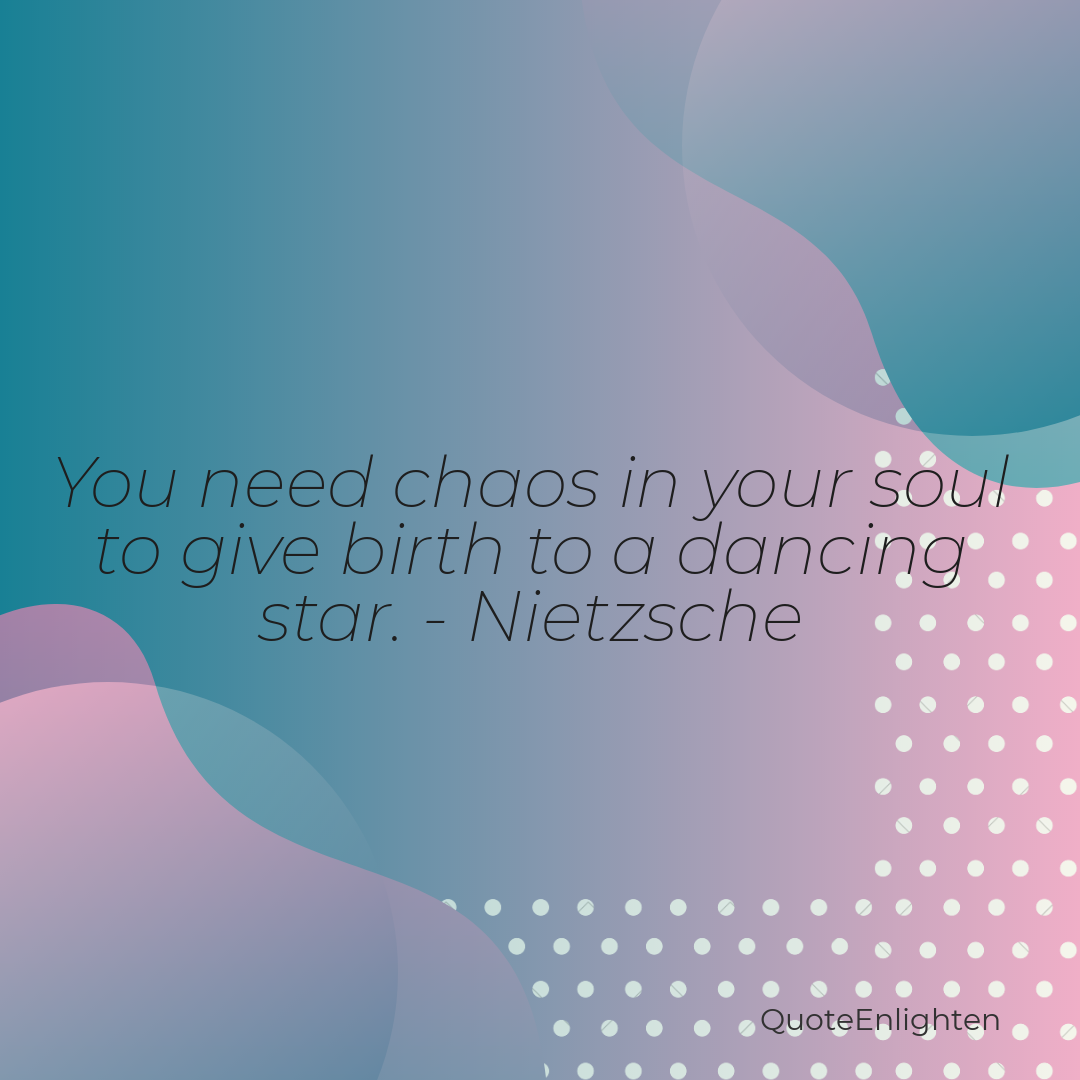 You need chaos in your soul
to give birth to a dancing
star. - Nietzsche
QuoteEnlighten